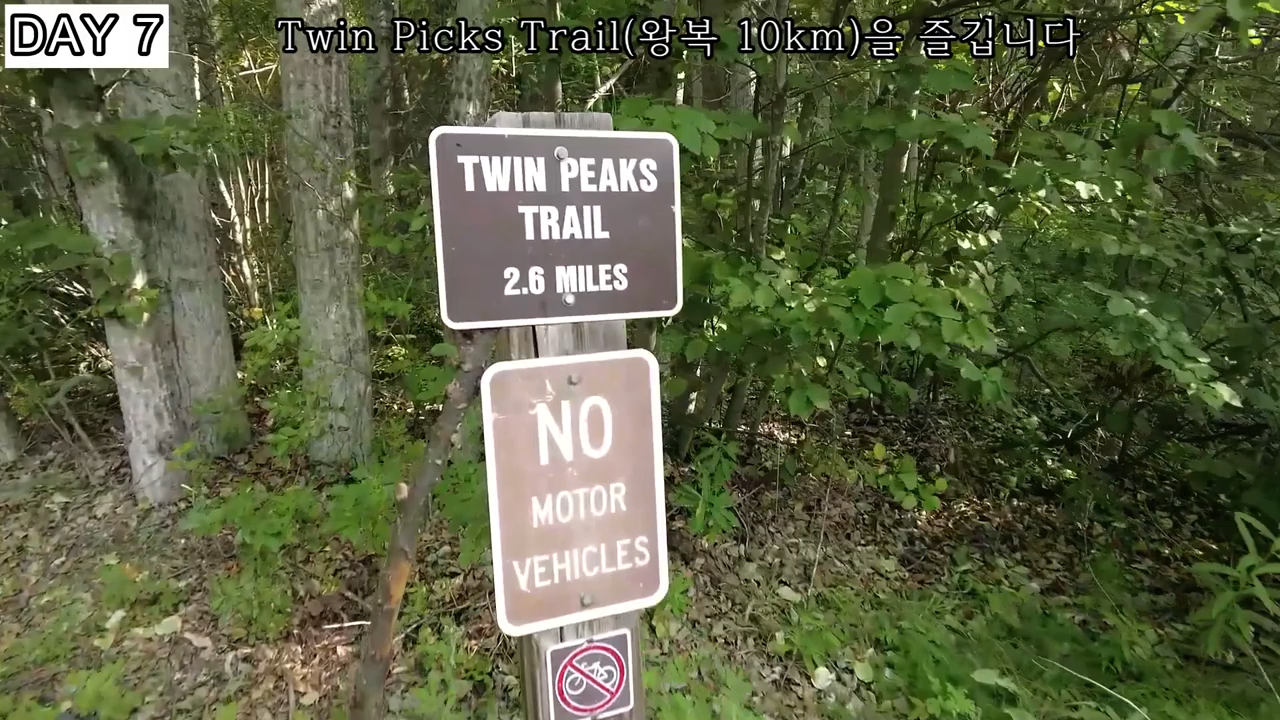 DAY 7
Twin Picks Trail(왕복 10km)을 즐깁니다
TWIN PEAKS
TRAIL
2.6 MILES
NO
MOTOR
VEHICLES